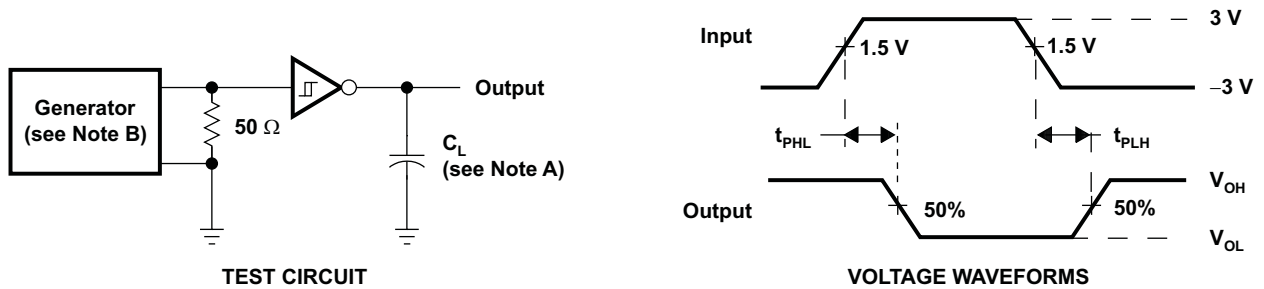 Generator
(see Note B)
50 Ω
Output
C_L
(see Note A)
TEST CIRCUIT
Input
1.5 V
1.5 V
3 V
−3 V
t_PHL
t_PLH
Output
50%
50%
V_OH
V_OL
VOLTAGE WAVEFORMS